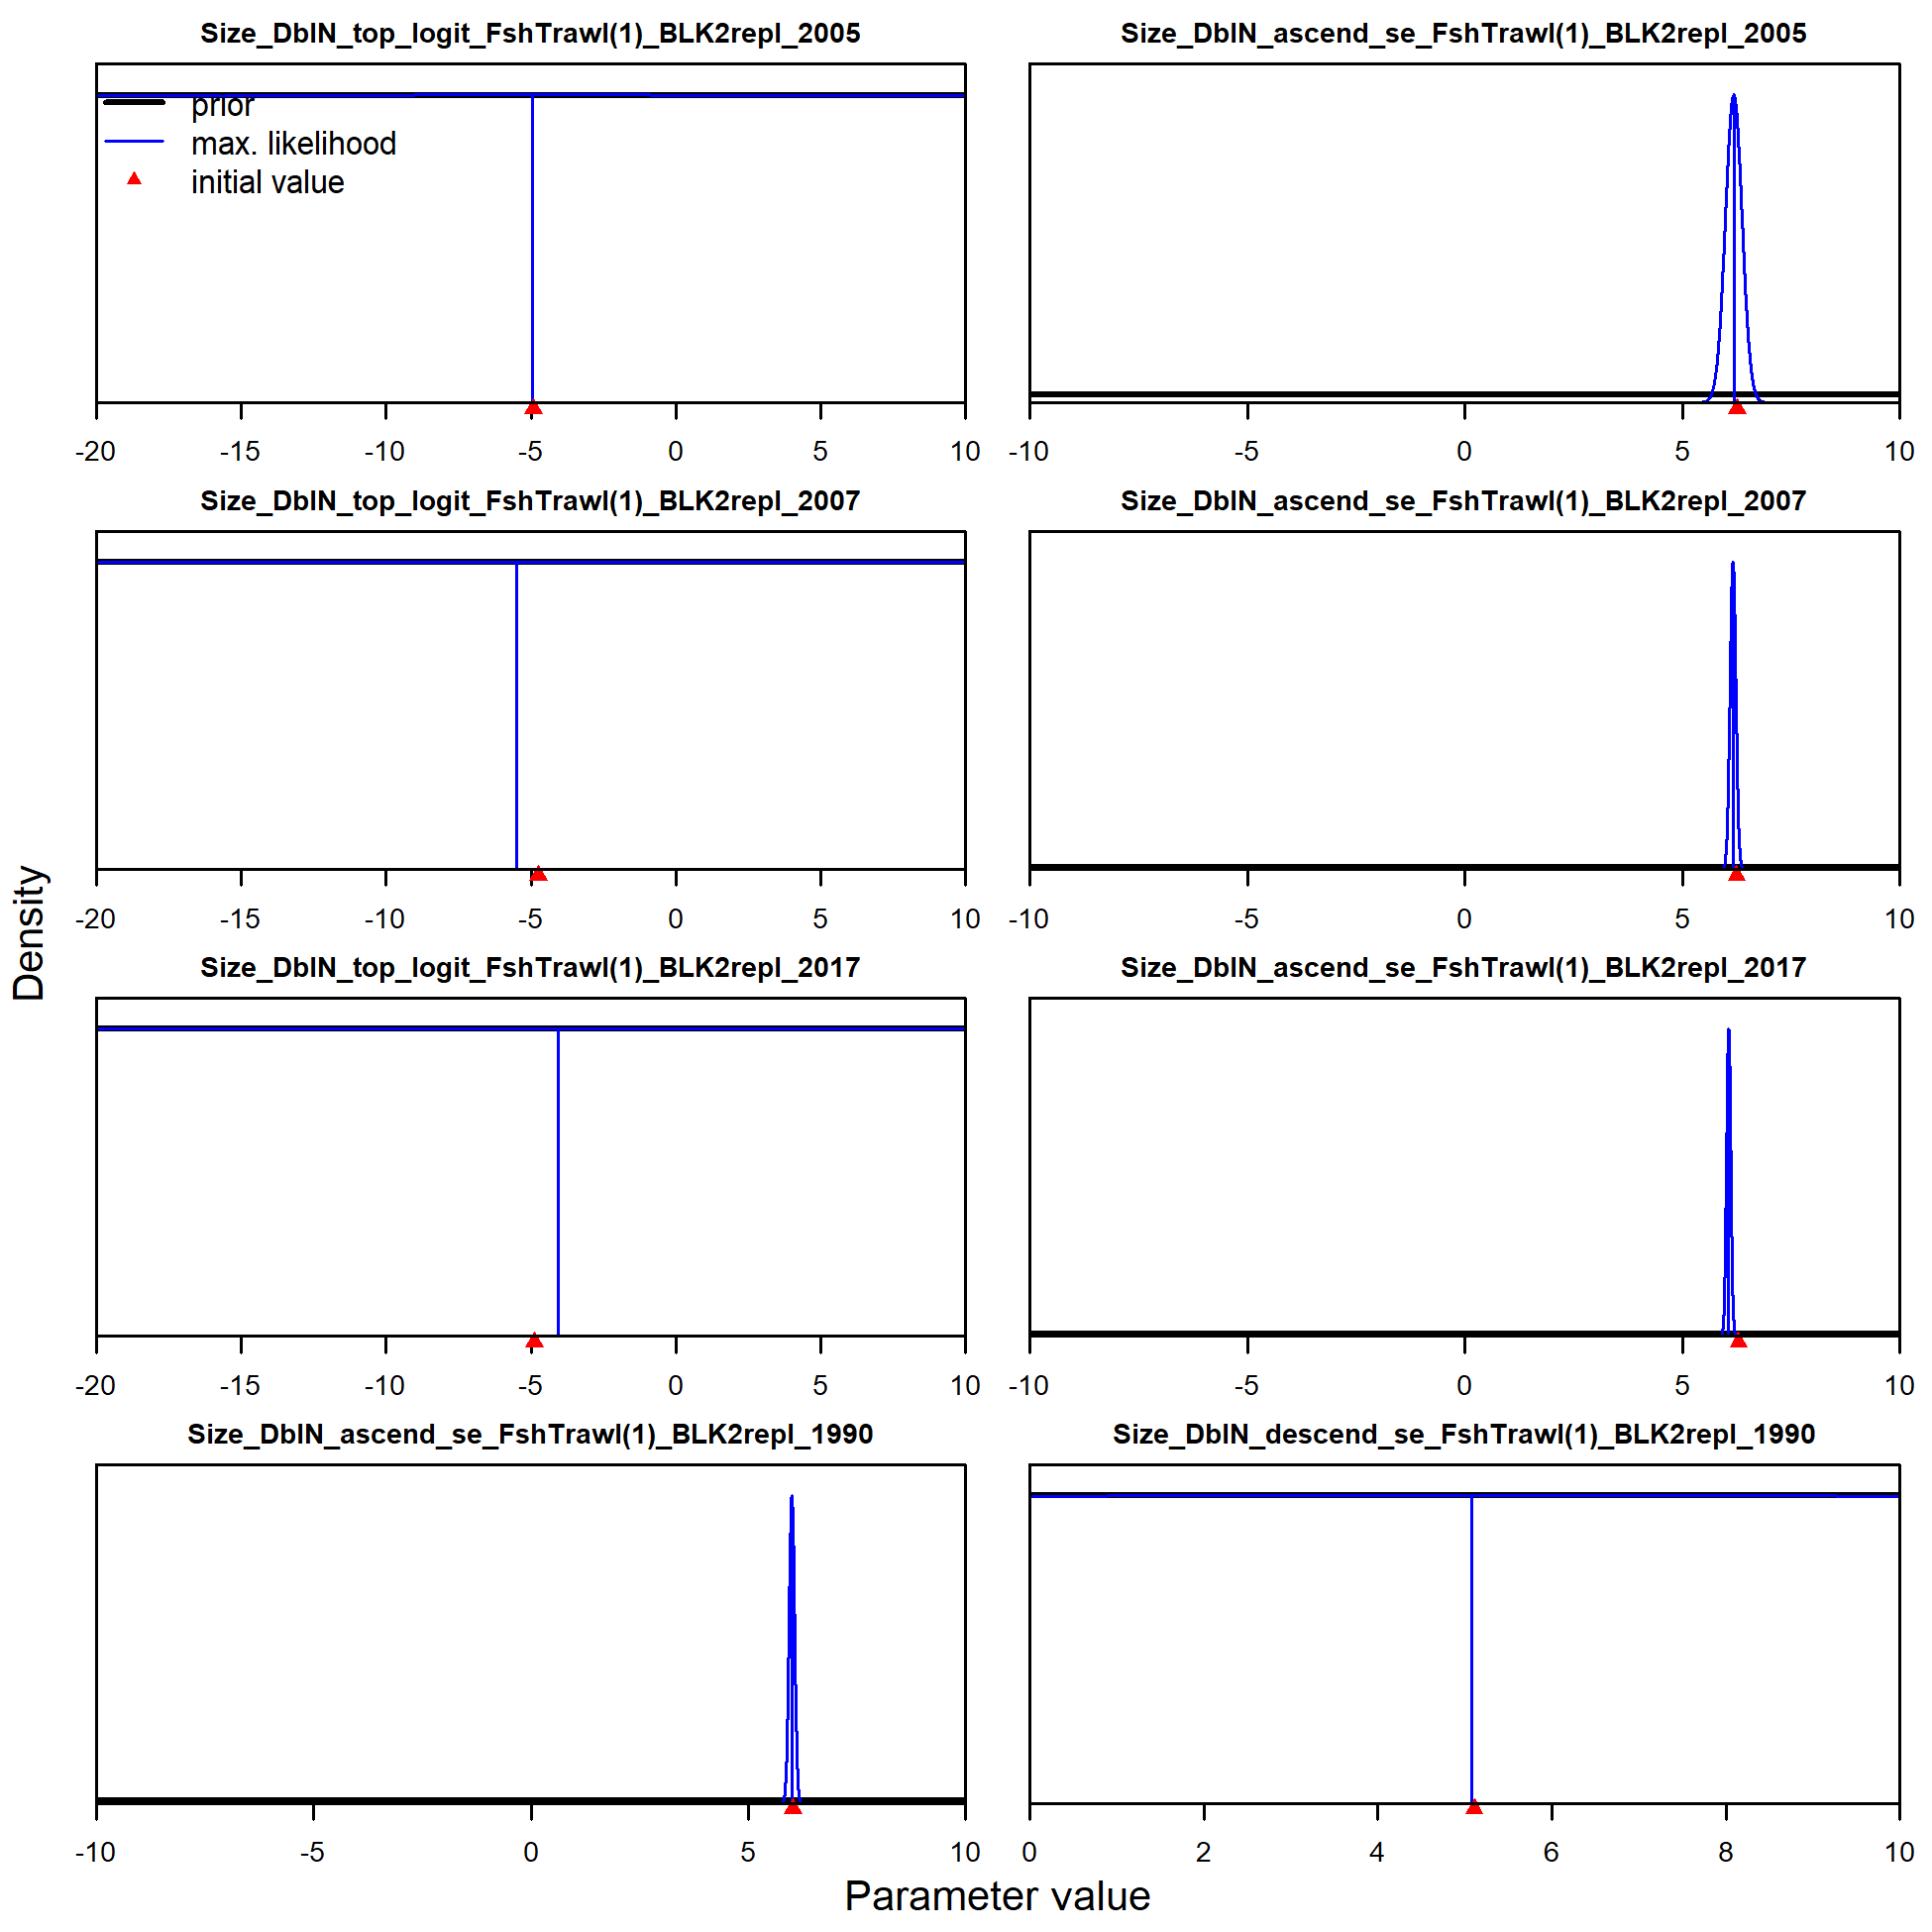 Size_DblN_top_logit_FshTrawl(1)_BLK2repl_2005
Size_DblN_ascend_se_FshTrawl(1)_BLK2repl_2005
prior
max. likelihood
initial value
-20 -15 -10 -5 0 5 10
-10 -5 0 5 10
Size_DblN_top_logit_FshTrawl(1)_BLK2repl_2007
Size_DblN_ascend_se_FshTrawl(1)_BLK2repl_2007
-20 -15 -10 -5 0 5 10
-10 -5 0 5 10
Density
Size_DblN_top_logit_FshTrawl(1)_BLK2repl_2017
Size_DblN_ascend_se_FshTrawl(1)_BLK2repl_2017
-20 -15 -10 -5 0 5 10
-10 -5 0 5 10
Size_DblN_ascend_se_FshTrawl(1)_BLK2repl_1990
Size_DblN_descend_se_FshTrawl(1)_BLK2repl_1990
-10 -5 0 5 10
0 2 4 6 8 10
Parameter value